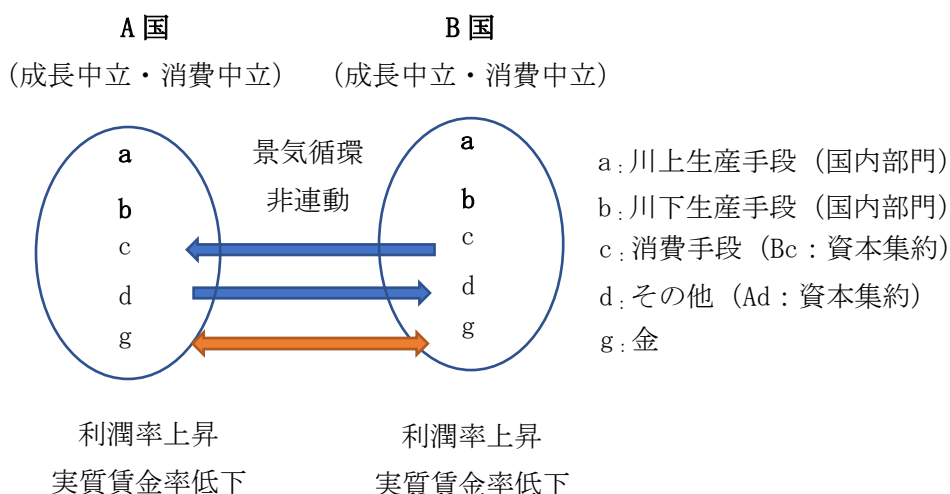 A国 B国
(成長中立・消費中立) (成長中立・消費中立)
a 景気循環 a
非連動
b b
c c
d d
g g
a:川上生産手段(国内部門)
b:川下生産手段(国内部門)
c:消費手段(Bc:資本集約)
d:その他(Ad:資本集約)
g:金
利潤率上昇 利潤率上昇
実質賃金率低下 実質賃金率低下